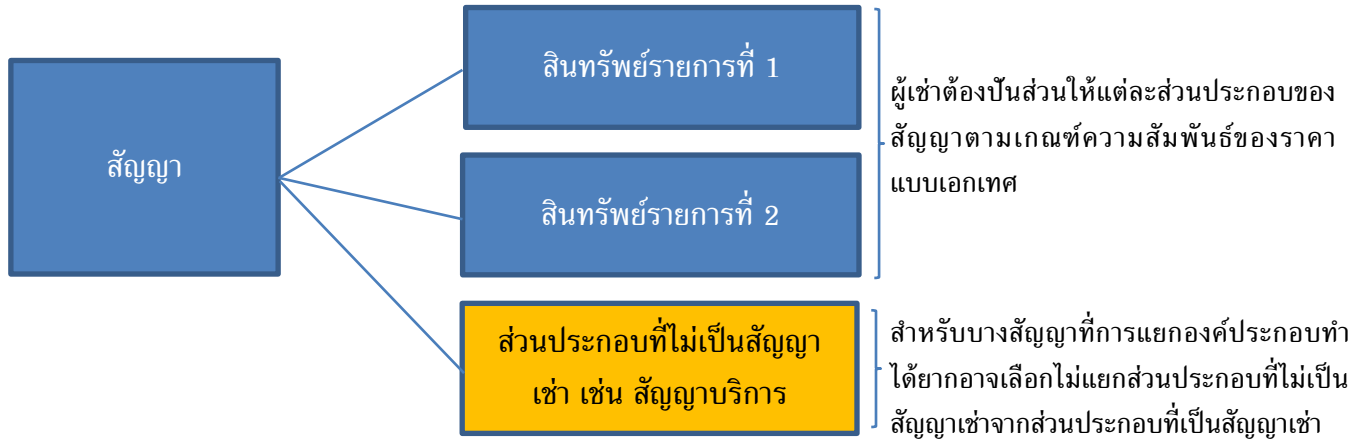 สัญญา
สินทรัพย์รายการที่ 1
สินทรัพย์รายการที่ 2
ส่วนประกอบที่ไม่เป็นสัญญา
เช่า เช่น สัญญาบริการ
ผู้เช่าต้องปันส่วนให้แต่ละส่วนประกอบของ
สัญญาตามเกณฑ์ความสัมพันธ์ของราคา
แบบเอกเทศ
สำหรับบางสัญญาที่การแยกองค์ประกอบทำ
ได้ยากอาจเลือกไม่แยกส่วนประกอบที่ไม่เป็น
สัญญาเช่าจากส่วนประกอบที่เป็นสัญญาเช่า